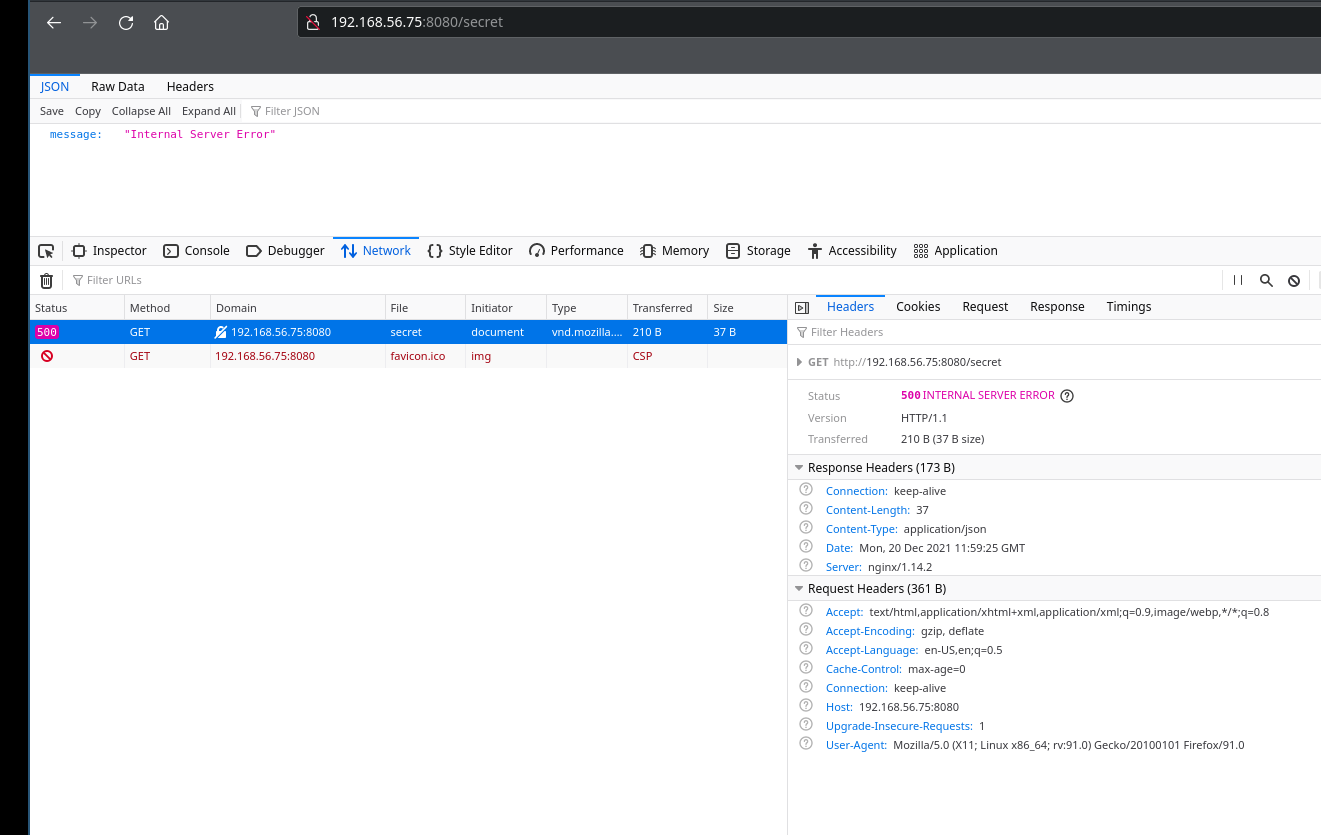 192.168.56.75:8080/secret
JSON Raw Data Headers
Save Copy Collapse All Expand All Filter JSON
message: "Internal Server Error"
Inspector Console Debugger Network Style Editor Performance Memory Storage Accessibility Application
Filter URLs
Status Method Domain File Initiator Type Transferred Size
500 GET 192.168.56.75:8080 secret document vnd.mozilla.... 210 B 37 B
GET 192.168.56.75:8080 favicon.ico img CSP
Headers Cookies Request Response Timings
Filter Headers
GET http://192.168.56.75:8080/secret
Status 500 INTERNAL SERVER ERROR
Version HTTP/1.1
Transferred 210 B (37 B size)
Response Headers (173 B)
Connection: keep-alive
Content-Length: 37
Content-Type: application/json
Date: Mon, 20 Dec 2021 11:59:25 GMT
Server: nginx/1.14.2
Request Headers (361 B)
Accept: text/html,application/xhtml+xml,application/xml;q=0.9,image/webp,*/*;q=0.8
Accept-Encoding: gzip, deflate
Accept-Language: en-US,en;q=0.5
Cache-Control: max-age=0
Connection: keep-alive
Host: 192.168.56.75:8080
Upgrade-Insecure-Requests: 1
User-Agent: Mozilla/5.0 (X11; Linux x86_64; rv:91.0) Gecko/20100101 Firefox/91.0